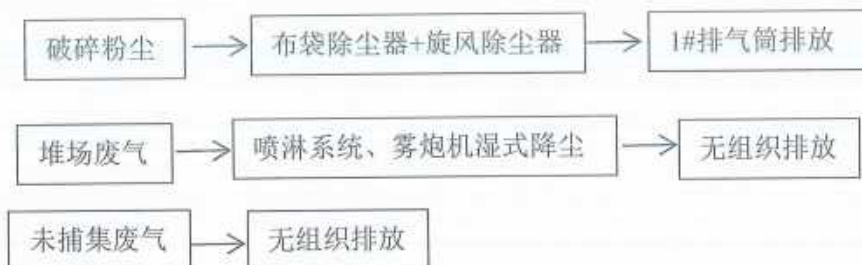 破碎粉尘 布袋除尘器+旋风除尘器 1#排气筒排放
堆场废气 喷淋系统、雾炮机湿式降尘 无组织排放
未捕集废气 无组织排放